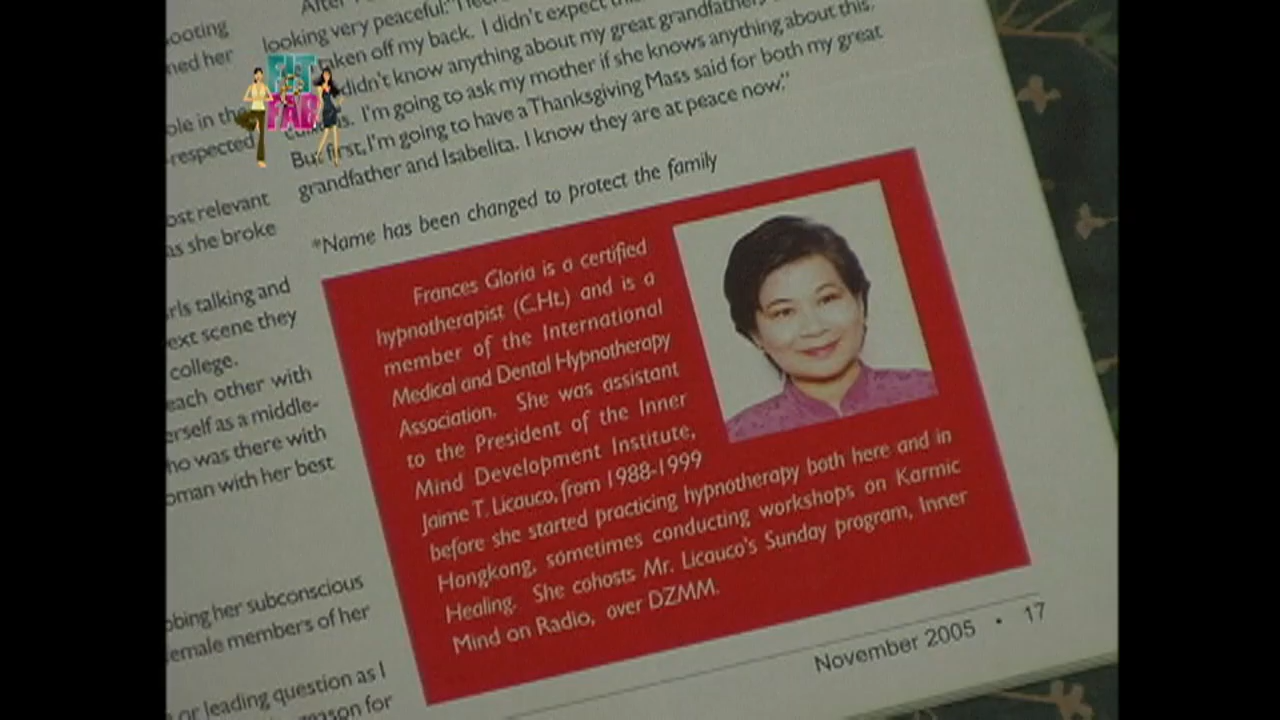 FIT
FAB
ooting
ned her
ole in the
respected
ost relevant
as she broke
rls talking and
ext scene they
college.
each other with
erself as a middle-
ho was there with
oman with her best
bing her subconscious
emale members of her
or leading question as I
reason for
After
looking very peaceful:
taken off my back. I didn't expect
didn't know anything about my great grandfather
I'm going to ask my mother if she knows anything about this.
But first, I'm going to have a Thanksgiving Mass said for both my great
grandfather and Isabelita. I know they are at peace now."
*Name has been changed to protect the family
Frances Gloria is a certified
hypnotherapist (C.Ht.) and is a
member of the International
Medical and Dental Hypnotherapy
Association. She was assistant
to the President of the Inner
Mind Development Institute,
Jaime T. Licauco, from 1988-1999
before she started practicing hypnotherapy both here and in
Hongkong, sometimes conducting workshops on Karmic
Healing. She cohosts Mr. Licauco's Sunday program, Inner
Mind on Radio, over DZMM.
November 2005 • 17